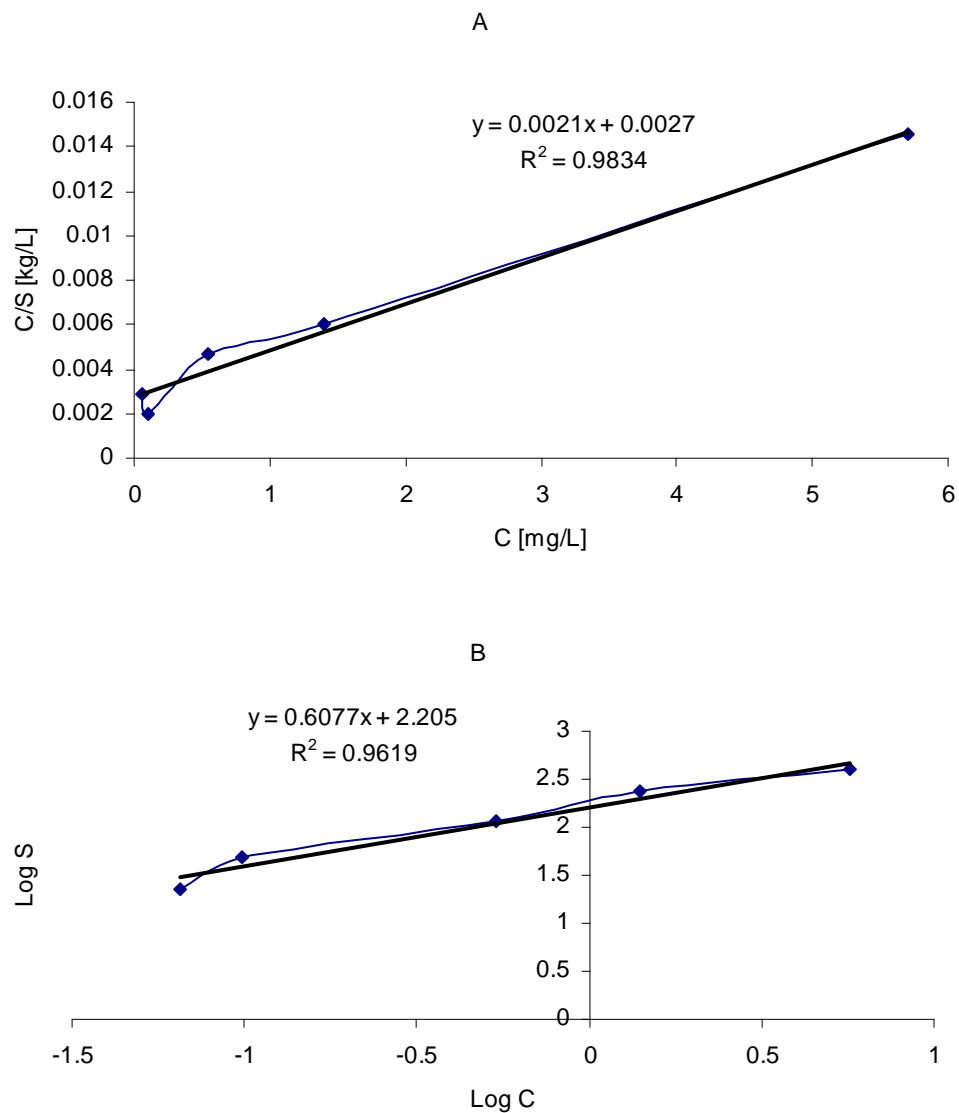 A
y = 0.0021x + 0.0027
R² = 0.9834
0.016
0.014
0.012
0.01
0.008
0.006
0.004
0.002
0
C/S [kg/L]
0 1 2 3 4 5 6
C [mg/L]
B
y = 0.6077x + 2.205
R² = 0.9619
3
2.5
2
1.5
1
0.5
0
Log S
-1.5 -1 -0.5 0 0.5 1
Log C